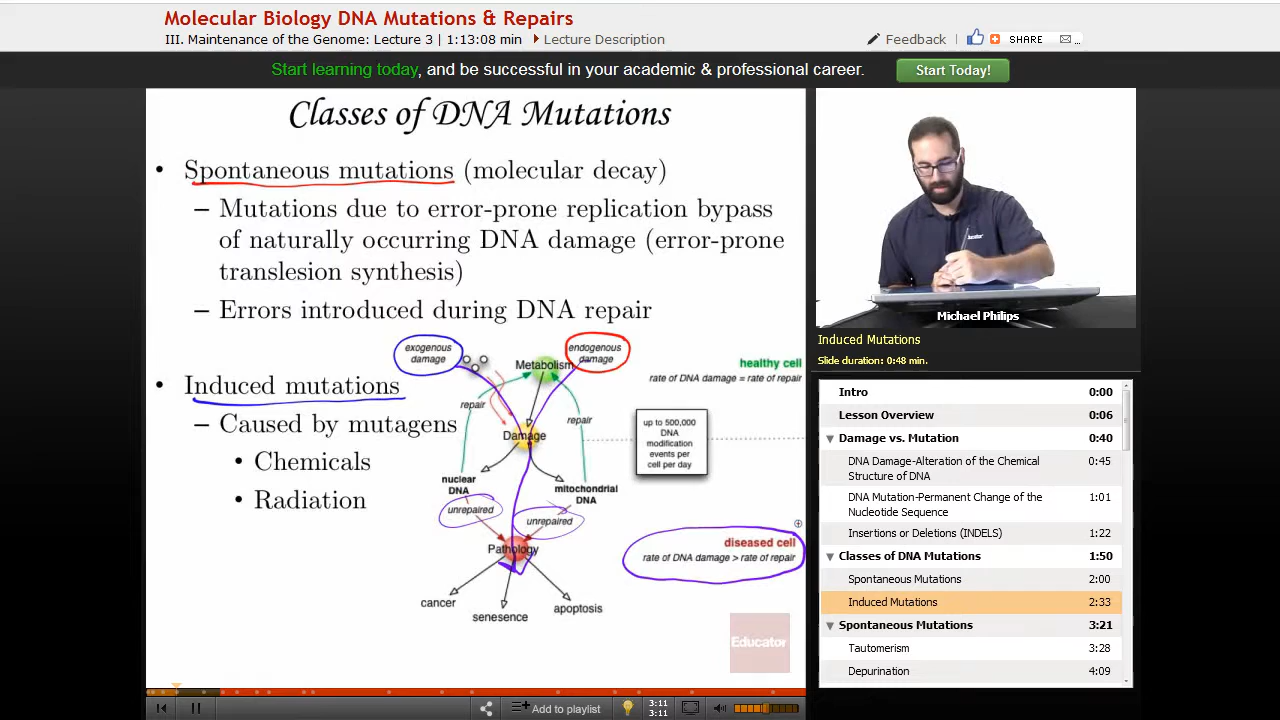 Molecular Biology DNA Mutations & Repairs
III. Maintenance of the Genome: Lecture 3 | 1:13:08 min Lecture Description
Feedback SHARE ...
Start learning today, and be successful in your academic & professional career. Start Today!
Classes of DNA Mutations
• Spontaneous mutations (molecular decay)
– Mutations due to error-prone replication bypass
of naturally occurring DNA damage (error-prone
translesion synthesis)
– Errors introduced during DNA repair
• Induced mutations
– Caused by mutagens
• Chemicals
• Radiation
exogenous
damage
Metabolism
endogenous
damage
healthy cell
rate of DNA damage = rate of repair
repair
repair
Damage
up to 500,000
DNA
modification
events per
cell per day
nuclear
DNA
mitochondrial
DNA
unrepaired
unrepaired
Pathology
diseased cell
rate of DNA damage > rate of repair
cancer
senesence
apoptosis
Educator
Educator
Michael Philips
Induced Mutations
Slide duration: 0:48 min.
Intro 0:00
Lesson Overview 0:06
Damage vs. Mutation 0:40
DNA Damage-Alteration of the Chemical
Structure of DNA 0:45
DNA Mutation-Permanent Change of the
Nucleotide Sequence 1:01
Insertions or Deletions (INDELS) 1:22
Classes of DNA Mutations 1:50
Spontaneous Mutations 2:00
Induced Mutations 2:33
Spontaneous Mutations 3:21
Tautomerism 3:28
Depurination 4:09
Add to playlist
3:11
3:11